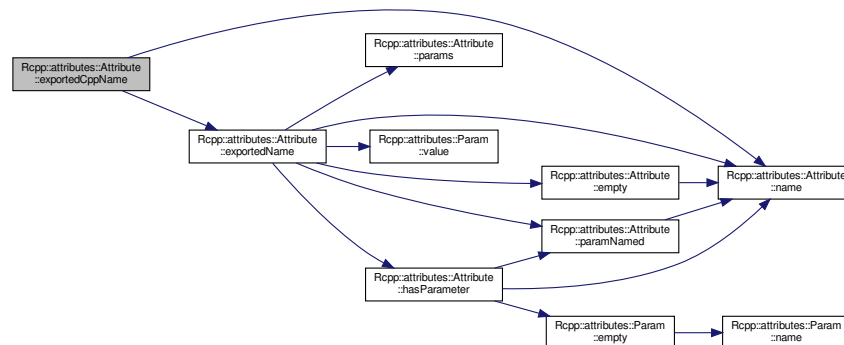 Rcpp::attributes::Attribute
::exportedCppName
Rcpp::attributes::Attribute
::exportedName
Rcpp::attributes::Attribute
::params
Rcpp::attributes::Param
::value
Rcpp::attributes::Attribute
::hasParameter
Rcpp::attributes::Attribute
::empty
Rcpp::attributes::Attribute
::paramNamed
Rcpp::attributes::Param
::empty
Rcpp::attributes::Attribute
::name
Rcpp::attributes::Param
::name